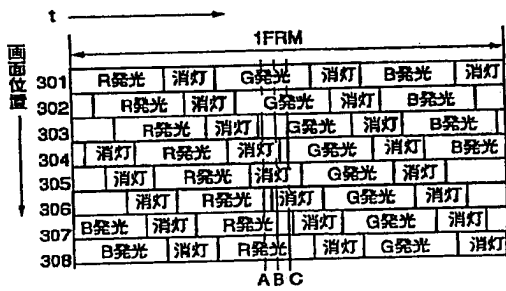 t
1FRM
画面位置
301 R発光 消灯 G発光 消灯 B発光 消灯
302 R発光 消灯 G発光 消灯 B発光
303 R発光 消灯 G発光 消灯 B発光
304 消灯 R発光 消灯 G発光 消灯 B発光
305 消灯 R発光 消灯 G発光 消灯
306 消灯 R発光 消灯 G発光 消灯
307 B発光 消灯 R発光 消灯 G発光 消灯
308 B発光 消灯 R発光 消灯 G発光 消灯
A B C